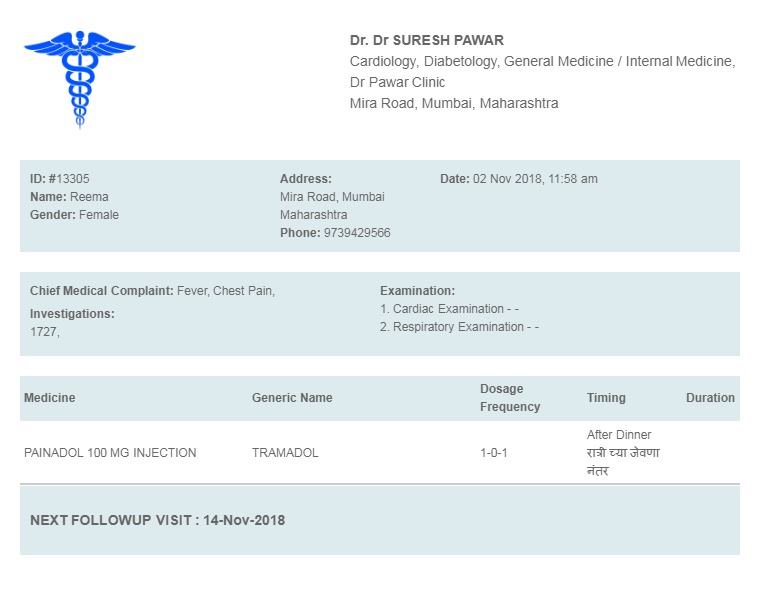 Dr. Dr SURESH PAWAR
Cardiology, Diabetology, General Medicine / Internal Medicine,
Dr Pawar Clinic
Mira Road, Mumbai, Maharashtra
ID: #13305
Name: Reema
Gender: Female
Address:
Mira Road, Mumbai
Maharashtra
Phone: 9739429566
Date: 02 Nov 2018, 11:58 am
Chief Medical Complaint: Fever, Chest Pain,
Investigations:
1727,
Examination:
1. Cardiac Examination - -
2. Respiratory Examination - -
Medicine Generic Name Dosage Frequency Timing Duration
PAINADOL 100 MG INJECTION TRAMADOL 1-0-1 After Dinner
रात्री च्या जेवणा
नंतर
NEXT FOLLOWUP VISIT : 14-Nov-2018